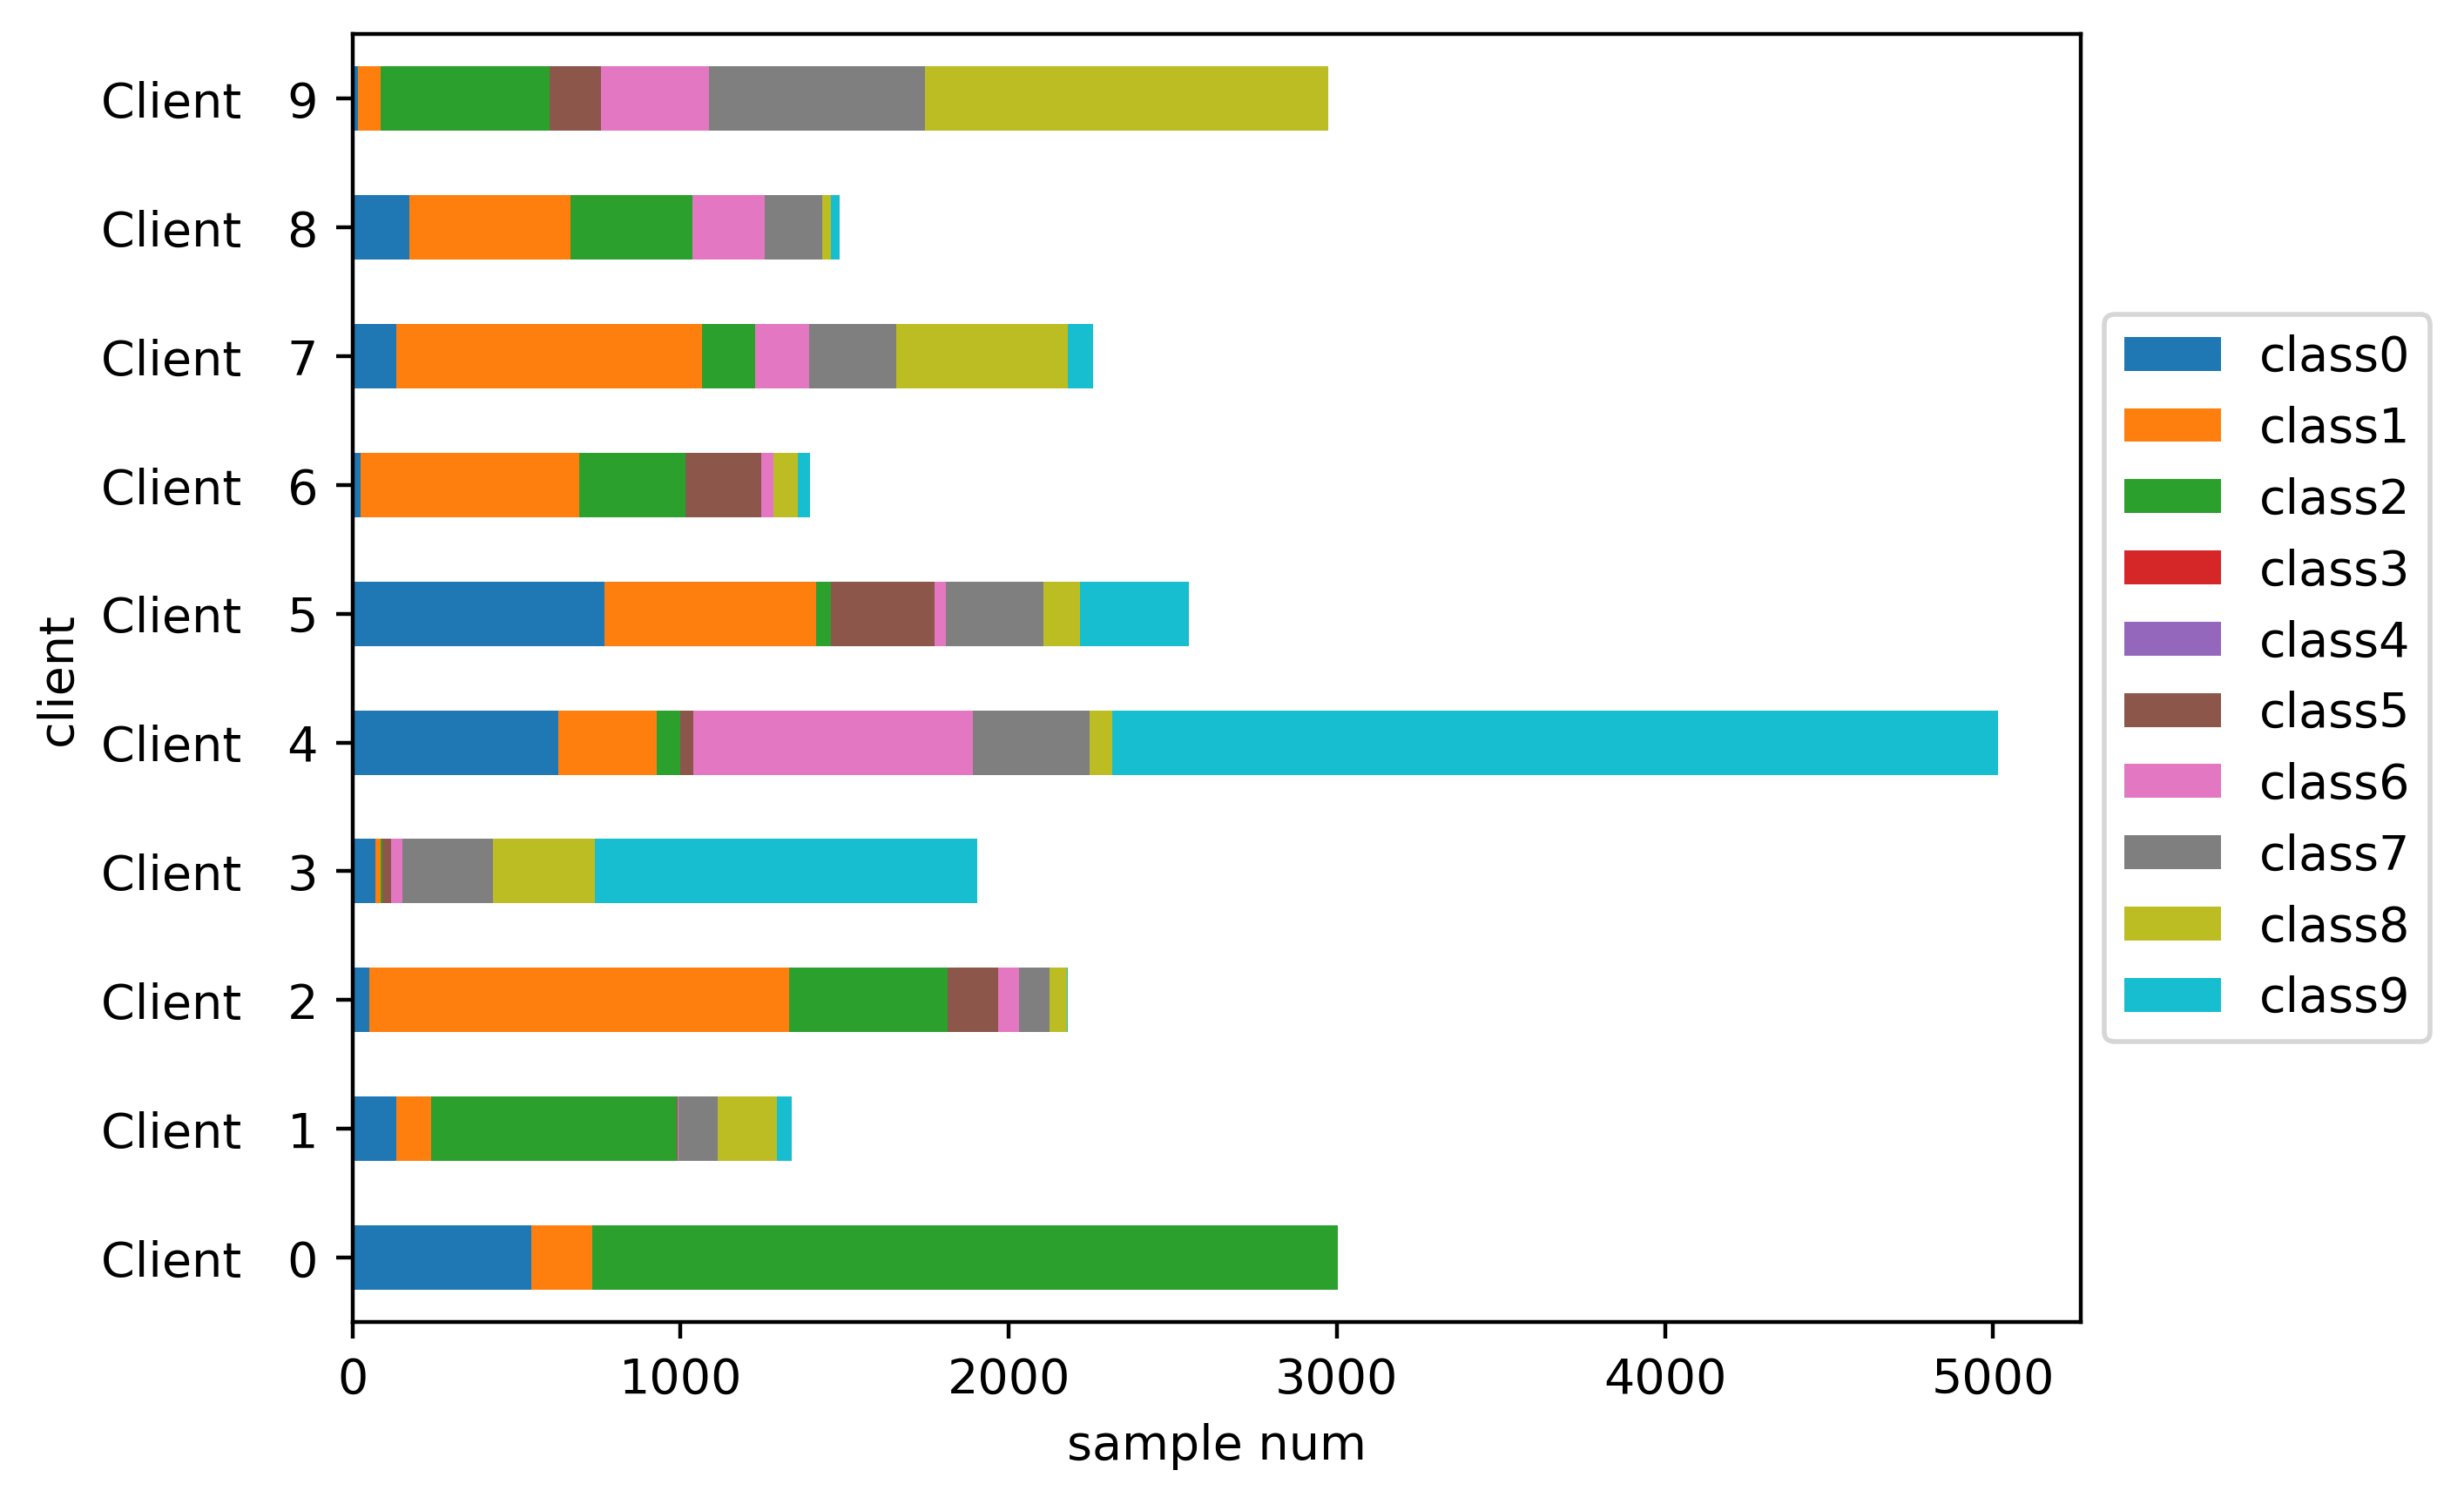 Client 9
Client 8
Client 7
Client 6
Client 5
Client 4
Client 3
Client 2
Client 1
Client 0
client
0 1000 2000 3000 4000 5000
sample num
class0
class1
class2
class3
class4
class5
class6
class7
class8
class9